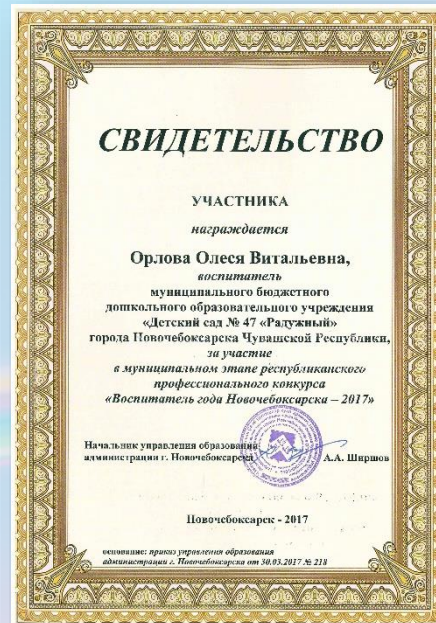 СВИДЕТЕЛЬСТВО
УЧАСТНИКА
награждается
Орлова Олеся Витальевна,
воспитатель
муниципального бюджетного
дошкольного образовательного учреждения
«Детский сад № 47 «Радужный»
города Новочебоксарска Чувашской Республики,
за участие
в муниципальном этапе республиканского
профессионального конкурса
«Воспитатель года Новочебоксарска – 2017»
Начальник управления образования
администрации г. Новочебоксарска А.А. Ширшов
Новочебоксарск - 2017
основание: приказ управления образования
администрации г. Новочебоксарска от 30.03.2017 № 218